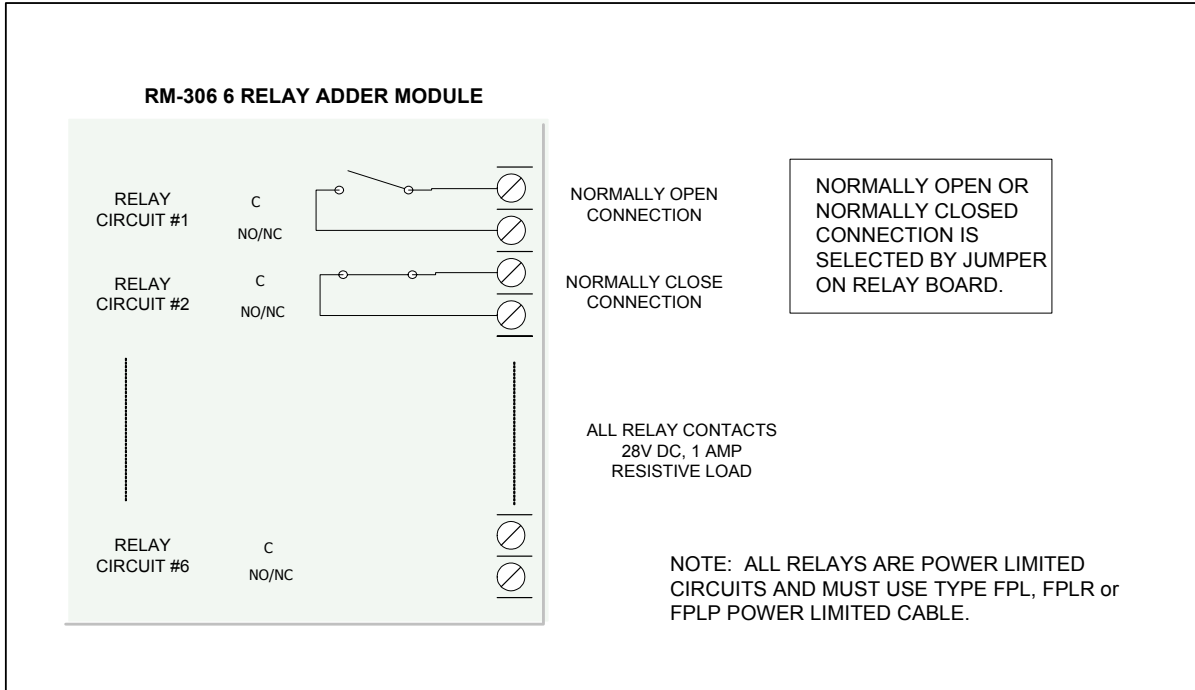 RM-306 6 RELAY ADDER MODULE
RELAY
CIRCUIT #1
C
NO/NC
NORMALLY OPEN
CONNECTION
RELAY
CIRCUIT #2
C
NO/NC
NORMALLY CLOSE
CONNECTION
NORMALLY OPEN OR
NORMALLY CLOSED
CONNECTION IS
SELECTED BY JUMPER
ON RELAY BOARD.
ALL RELAY CONTACTS
28V DC, 1 AMP
RESISTIVE LOAD
RELAY
CIRCUIT #6
C
NO/NC
NOTE: ALL RELAYS ARE POWER LIMITED
CIRCUITS AND MUST USE TYPE FPL, FPLR or
FPLP POWER LIMITED CABLE.